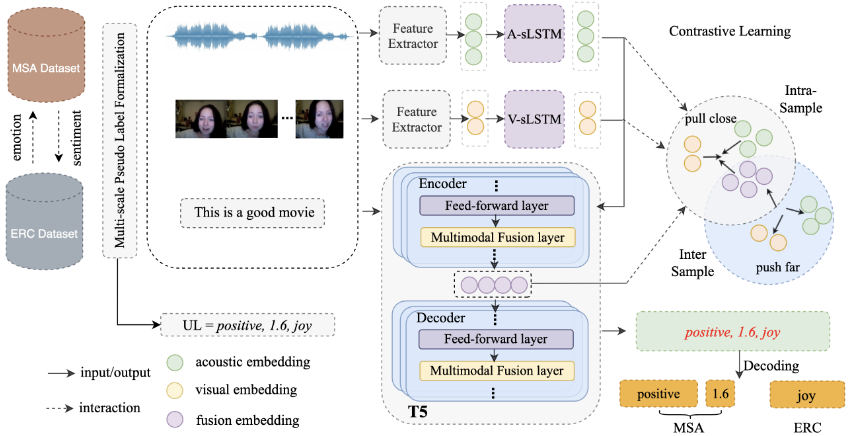 MSA Dataset
emotion
sentiment
ERC Dataset
Multi-scale Pseudo Label Formalization
This is a good movie
Feature
Extractor
A-sLSTM
Feature
Extractor
V-sLSTM
Encoder
Feed-forward layer
Multimodal Fusion layer
Decoder
Feed-forward layer
Multimodal Fusion layer
T5
Contrastive Learning
Intra-
Sample
pull close
Inter
Sample
push far
UL = positive, 1.6, joy
input/output
interaction
acoustic embedding
visual embedding
fusion embedding
positive, 1.6, joy
Decoding
positive
1.6
joy
MSA
ERC